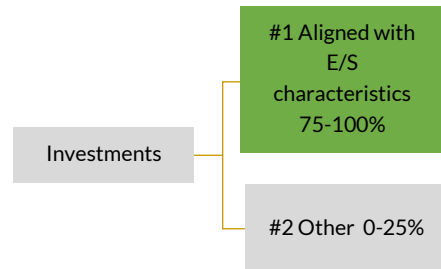 #1 Aligned with
E/S
characteristics
75-100%
Investments
#2 Other 0-25%